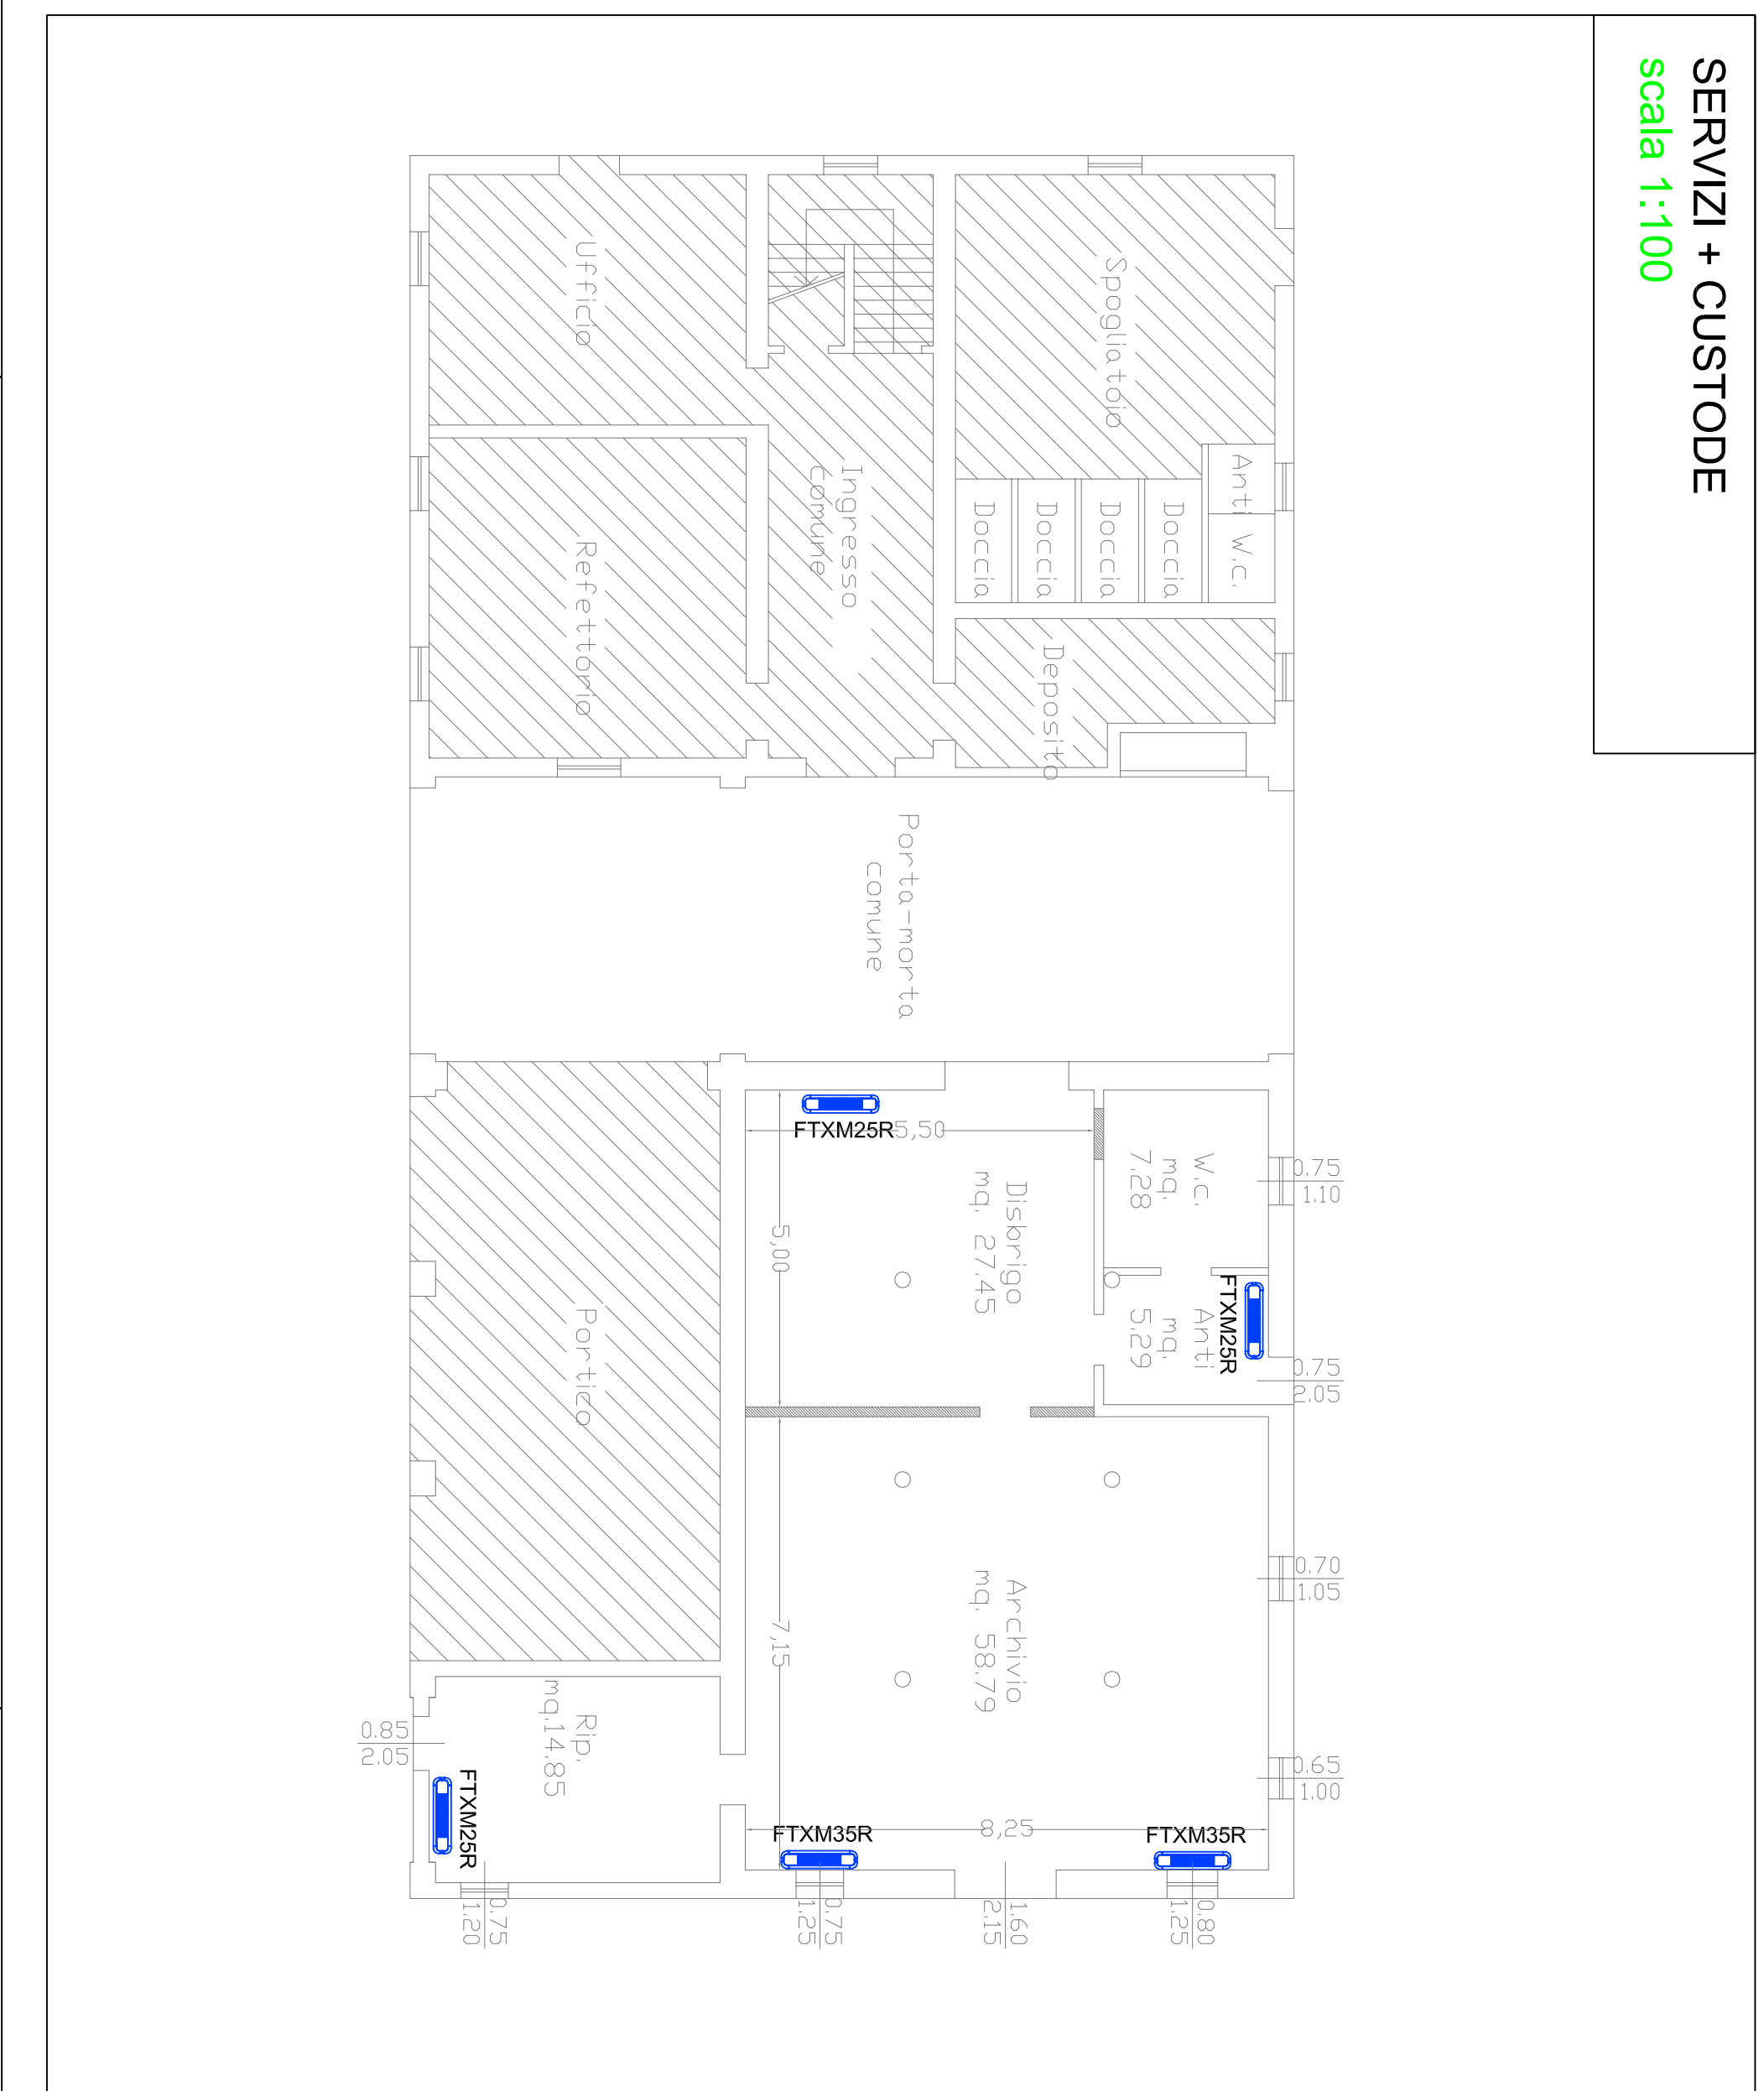 SERVIZI + CUSTODE
scala 1:100
Spogliatoio
Anti
W.c.
Doccia
Doccia
Doccia
Doccia
Ufficio
Ingresso
comune
Refettorio
Deposito
Porta-morta
comune
FTXM25R
5,50
5,00
Disbrigo
mq. 27.45
W.c.
mq.
7.28
0.75
1.10
Anti
mq.
5.29
FTXM25R
0.75
2.05
Portico
Archivio
mq. 58.79
7,15
0.70
1.05
0.65
1.00
Rip.
mq.14.85
0.85
2.05
FTXM25R
FTXM35R
8,25
FTXM35R
0.75
1.20
0.75
1.25
1.60
2.15
0.80
1.25